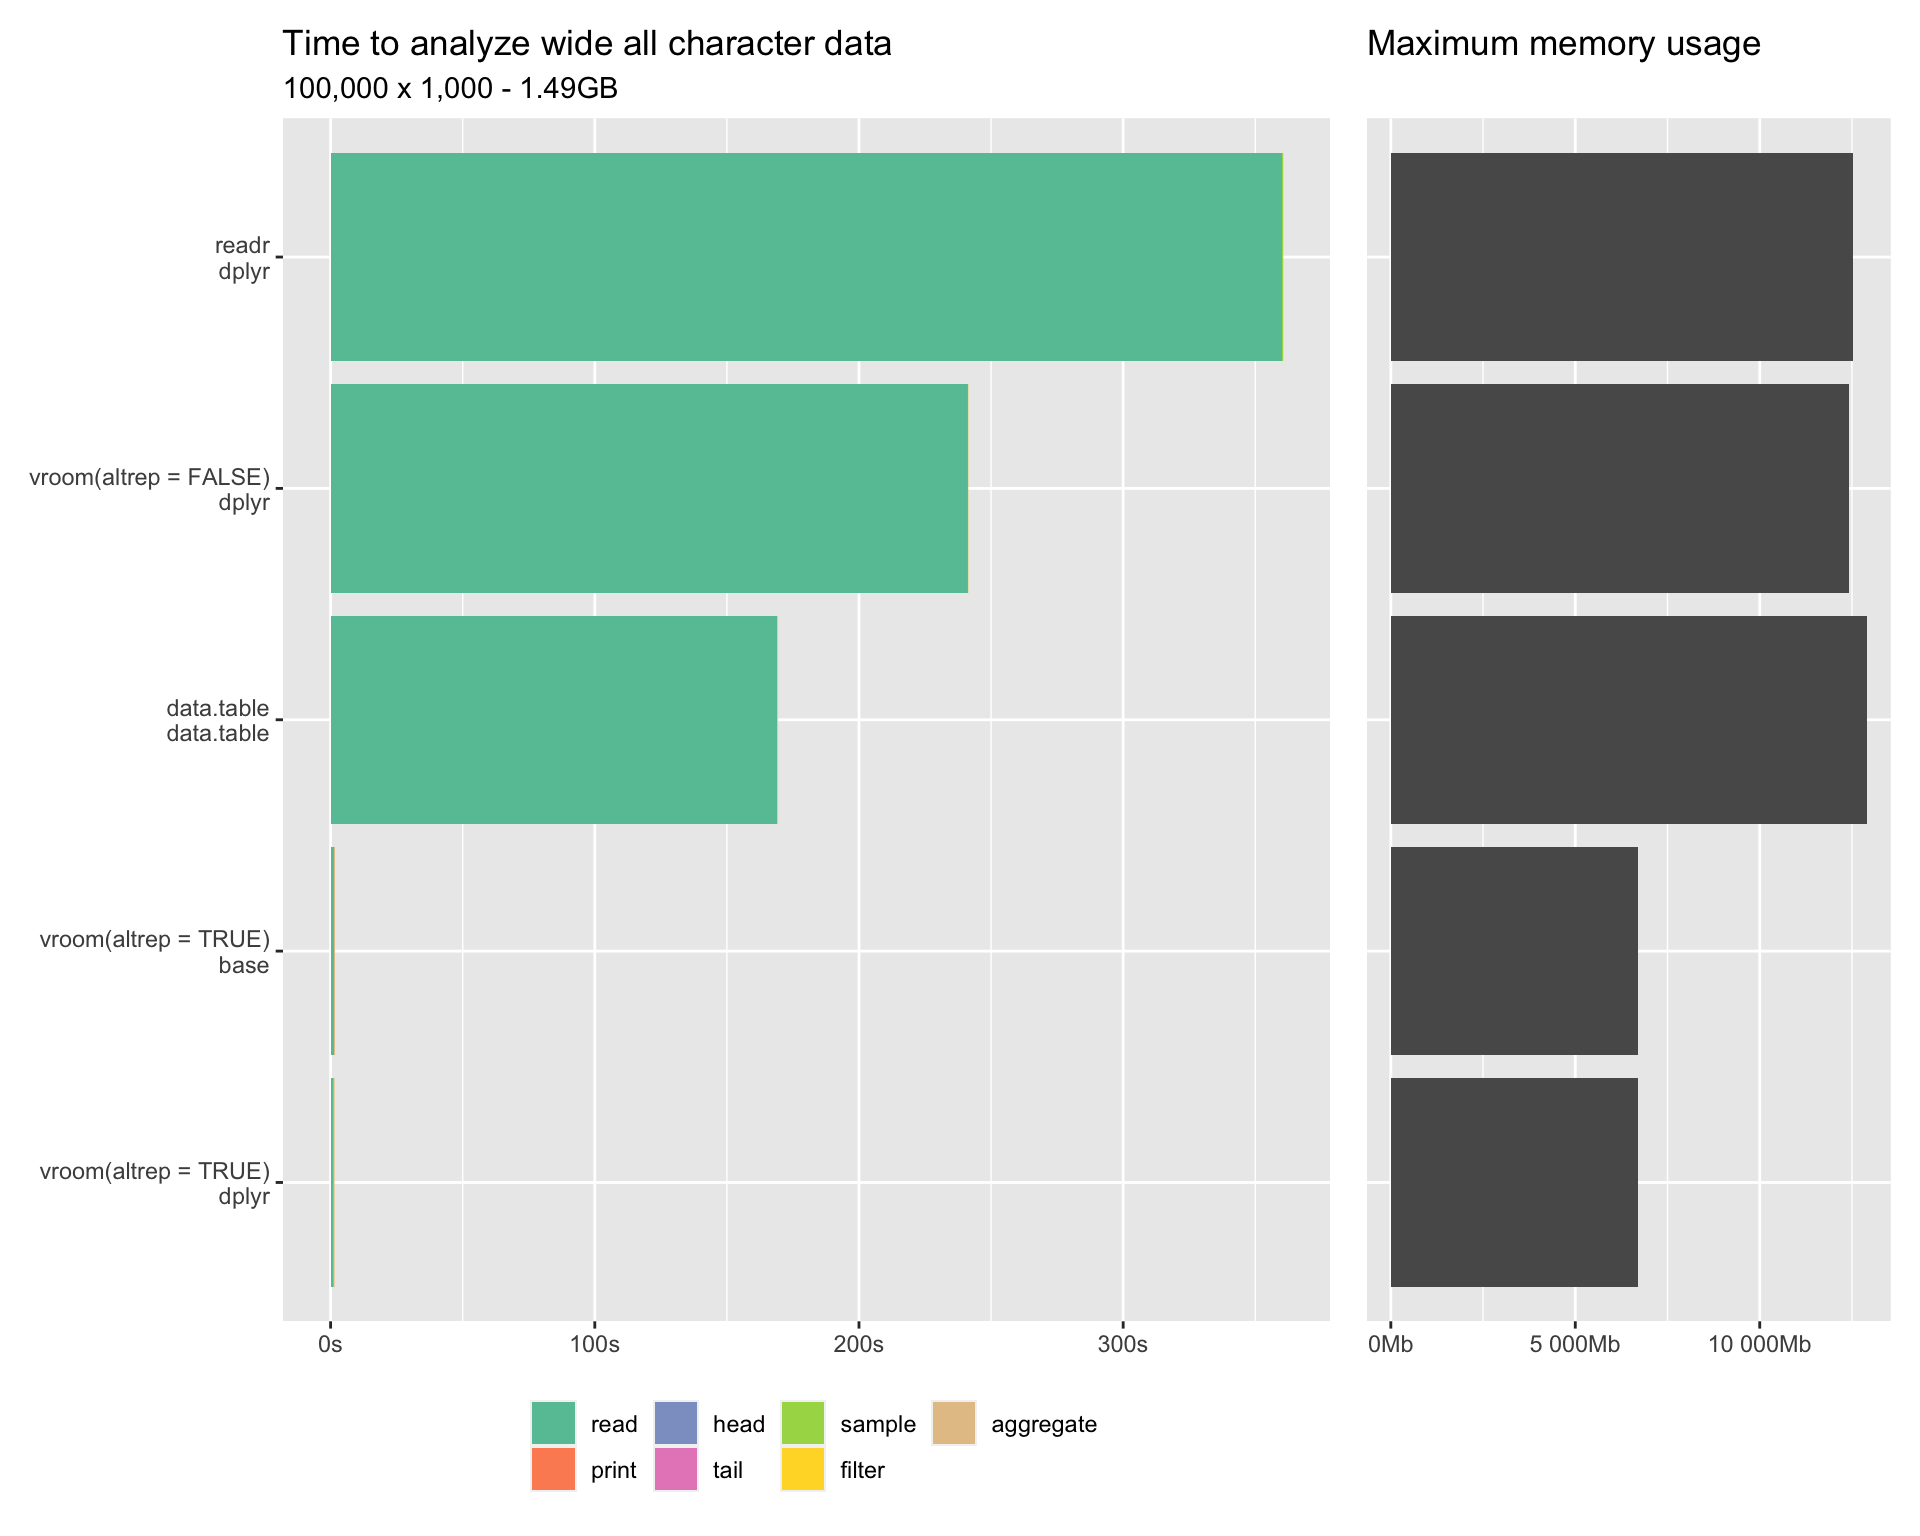 Time to analyze wide all character data
100,000 x 1,000 - 1.49GB
Maximum memory usage
readr
dplyr
vroom(altrep = FALSE)
dplyr
data.table
data.table
vroom(altrep = TRUE)
base
vroom(altrep = TRUE)
dplyr
0s 100s 200s 300s
0Mb 5 000Mb 10 000Mb
read head sample aggregate
print tail filter